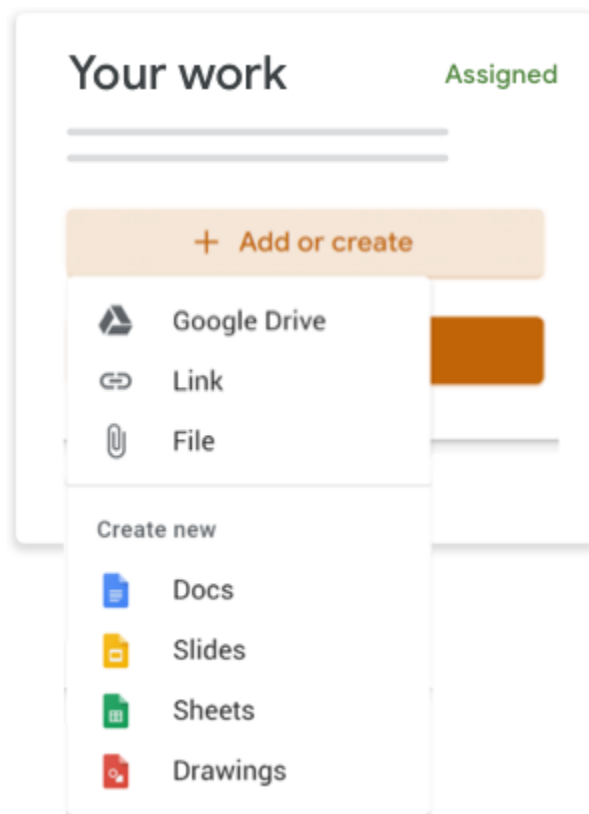 Your work
Assigned
+ Add or create
Google Drive
Link
File
Create new
Docs
Slides
Sheets
Drawings